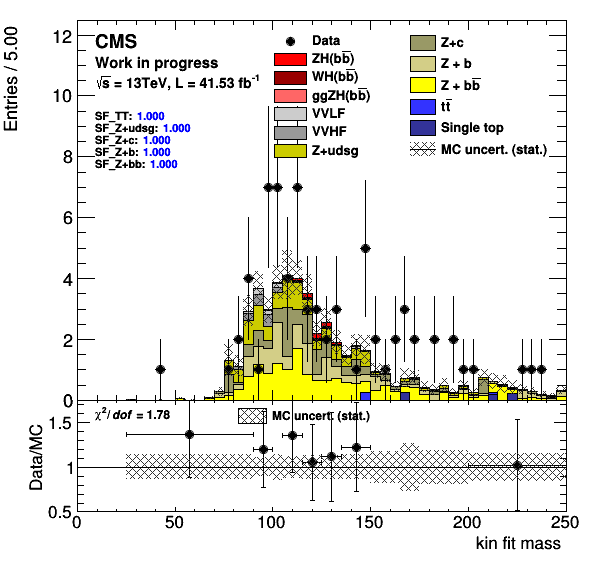 Entries / 5.00
12
10
8
6
4
2
0
CMS
Work in progress
√s = 13TeV, L = 41.53 fb⁻¹
SF_TT: 1.000
SF_Z+udsg: 1.000
SF_Z+c: 1.000
SF_Z+b: 1.000
SF_Z+bb: 1.000
Data
ZH(bb̅)
WH(bb̅)
ggZH(bb̅)
VVLF
VVHF
Z+udsg
Z+c
Z + b
Z + bb̅
tt̅
Single top
MC uncert. (stat.)
Data/MC
1.5
1
0.5
χ²/ dof = 1.78
MC uncert. (stat.)
0 50 100 150 200 250
kin fit mass